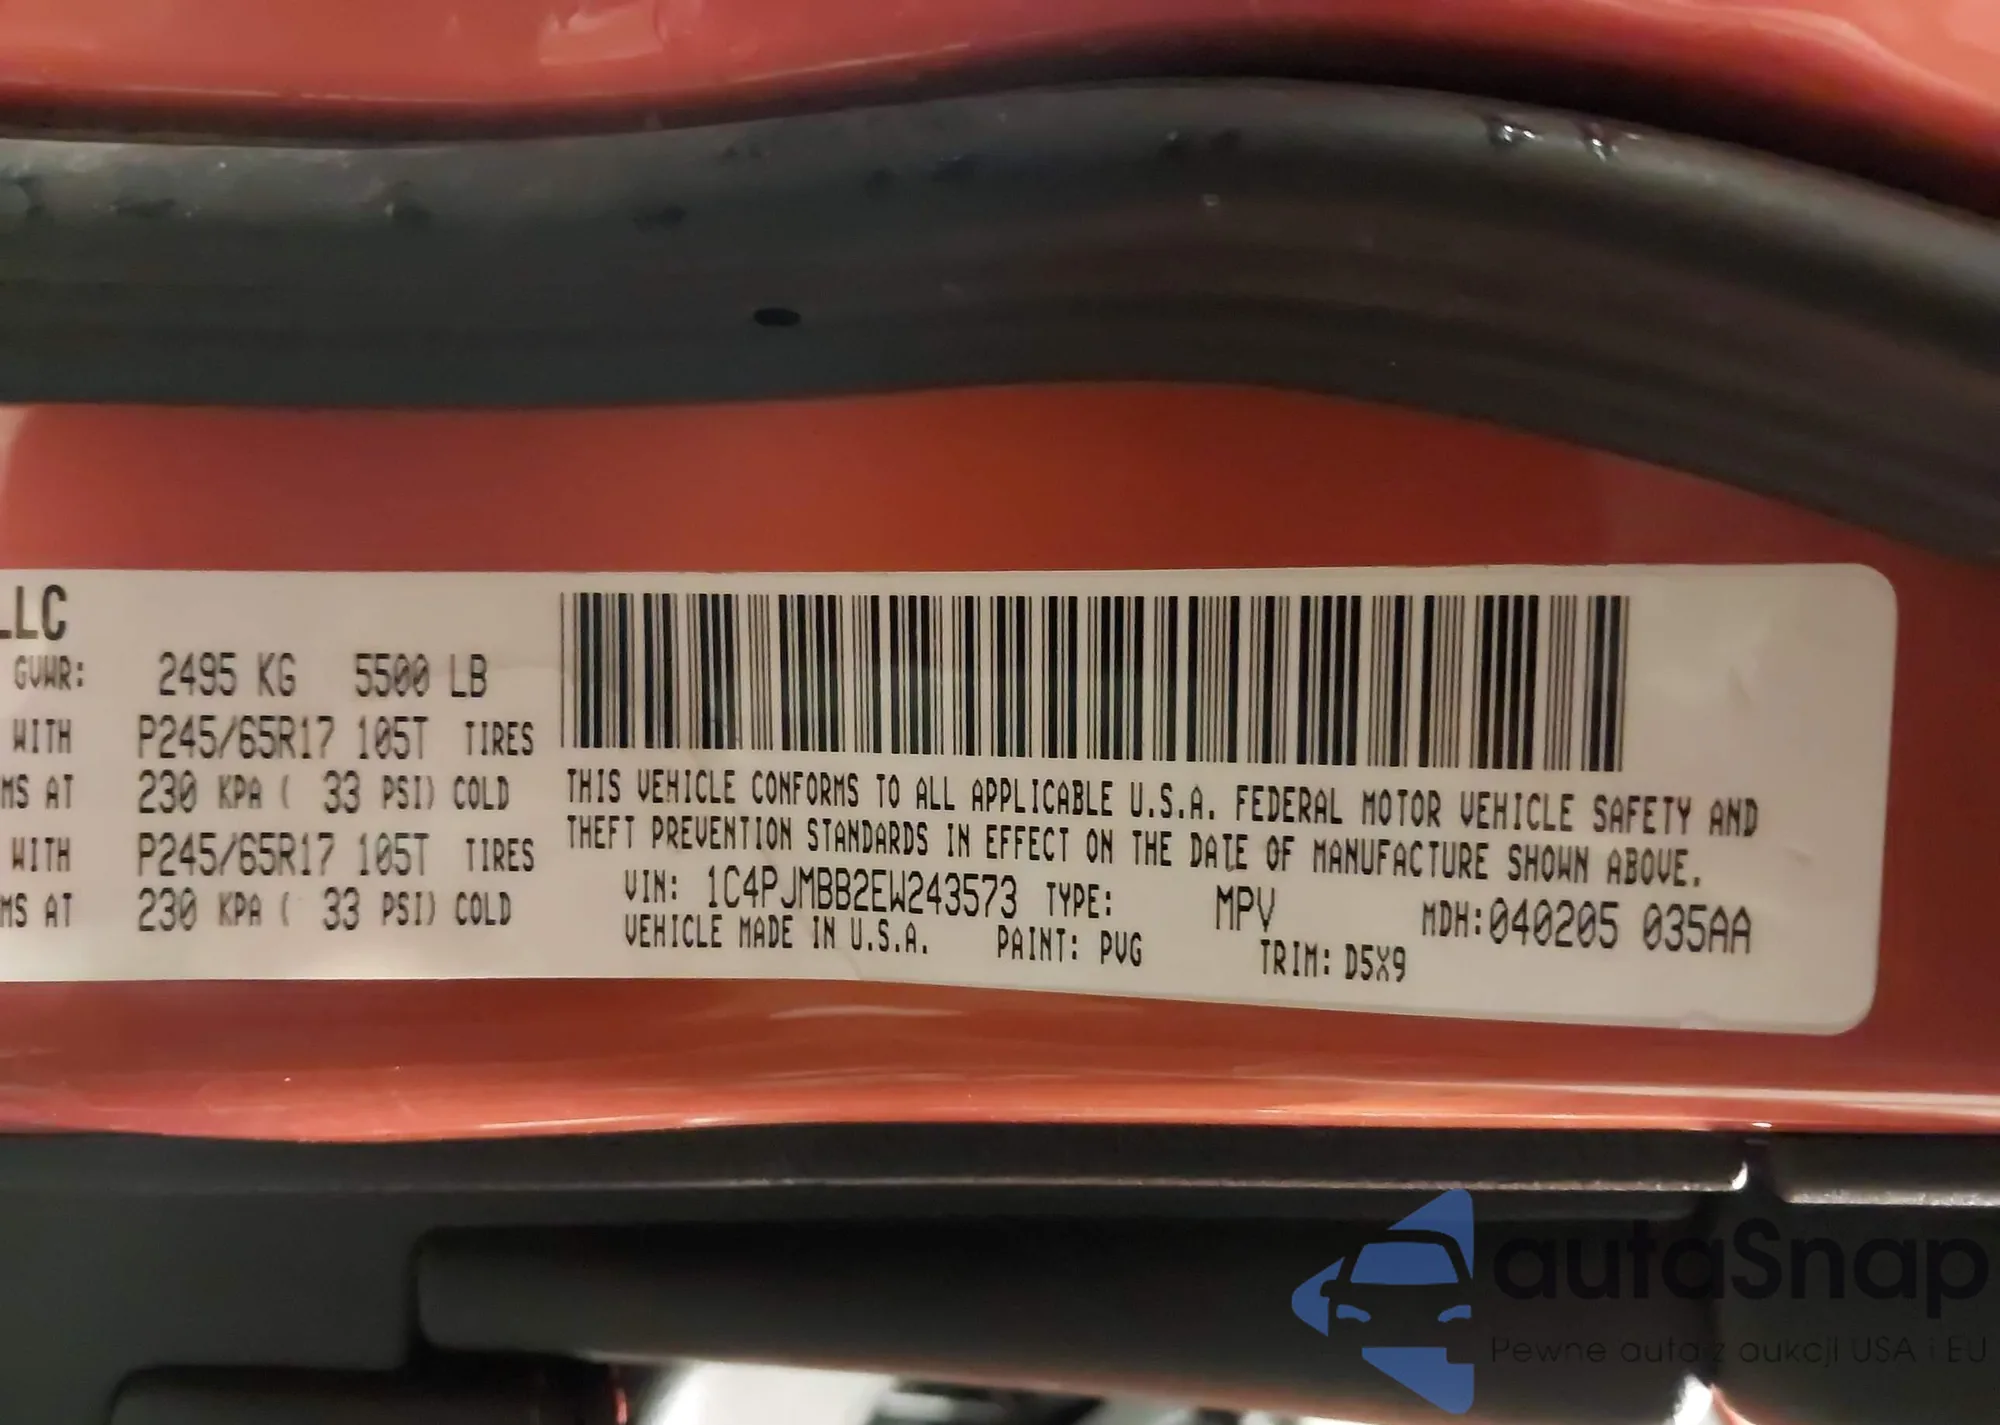 LLC
GVWR: 2495 KG 5500 LB
WITH P245/65R17 105T TIRES
MS AT 230 KPA ( 33 PSI) COLD
WITH P245/65R17 105T TIRES
MS AT 230 KPA ( 33 PSI) COLD
THIS VEHICLE CONFORMS TO ALL APPLICABLE U.S.A. FEDERAL MOTOR VEHICLE SAFETY AND
THEFT PREVENTION STANDARDS IN EFFECT ON THE DATE OF MANUFACTURE SHOWN ABOVE.
VIN: 1C4PJMBB2EW243573 TYPE: MPV MDH:040205 035AA
VEHICLE MADE IN U.S.A. PAINT: PVG TRIM: D5X9
autaSnap
Pewne auta z aukcji USA i EU